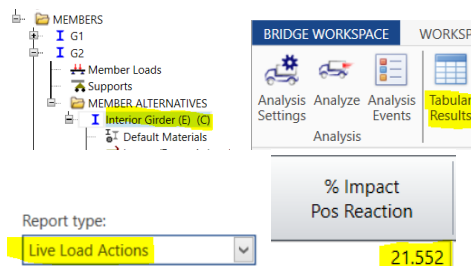 MEMBERS
G1
G2
Member Loads
Supports
MEMBER ALTERNATIVES
Interior Girder (E) (C)
Default Materials
BRIDGE WORKSPACE WORKSP
Analysis Settings
Analyze
Analysis Events
Tabular Results
Analysis
Report type:
Live Load Actions
% Impact
Pos Reaction
21.552